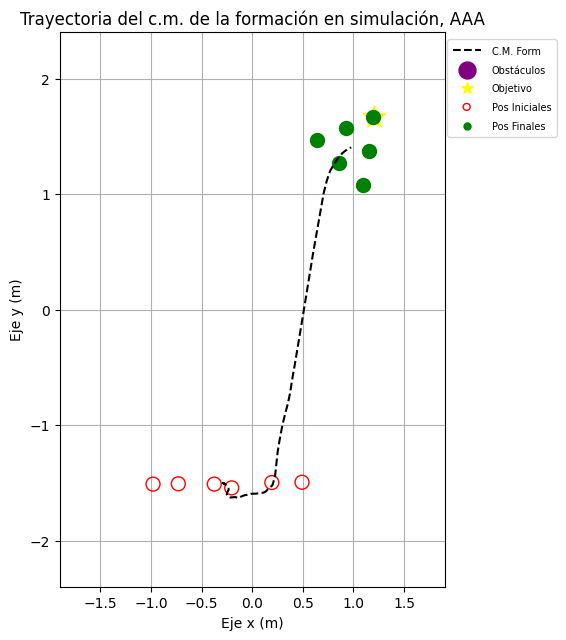 Trayectoria del c.m. de la formación en simulación, AAA
C.M. Form
Obstáculos
Objetivo
Pos Iniciales
Pos Finales
Eje y (m)
2
1
0
−1
−2
−1.5
−1.0
−0.5
0.0
0.5
1.0
1.5
Eje x (m)